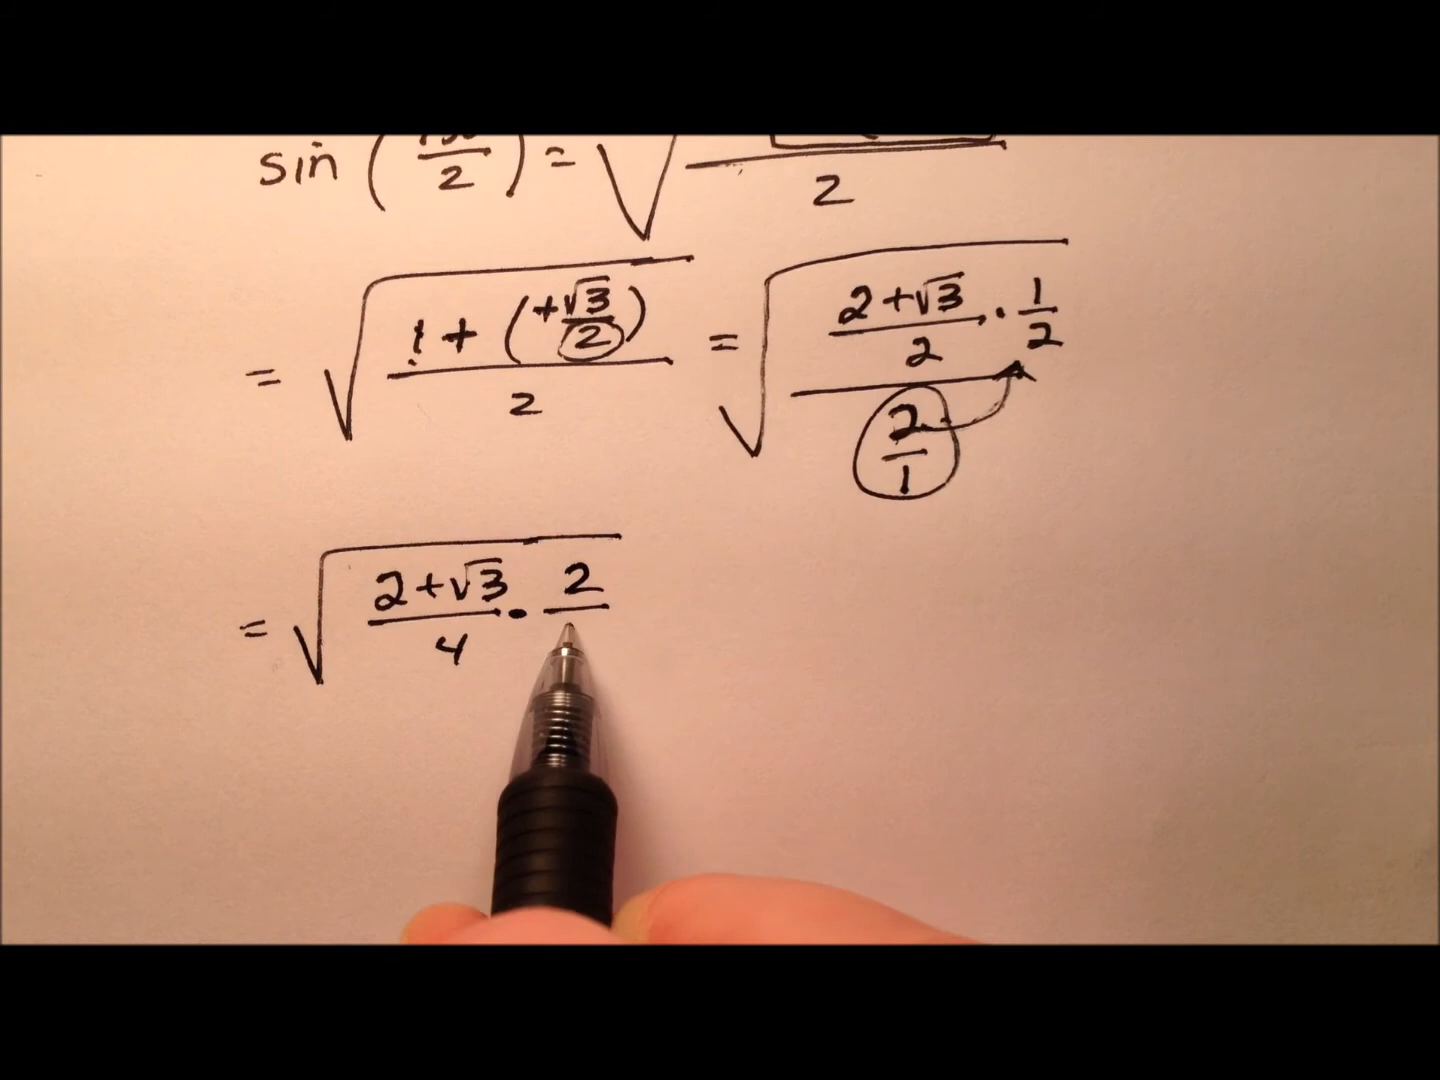 sin ( /2 ) = √( /2)
= √((1 + (+√3/2))/2) = √(((2+√3)/2 · 1/2)/(2/1))
= √((2+√3)/4 · 2/ )